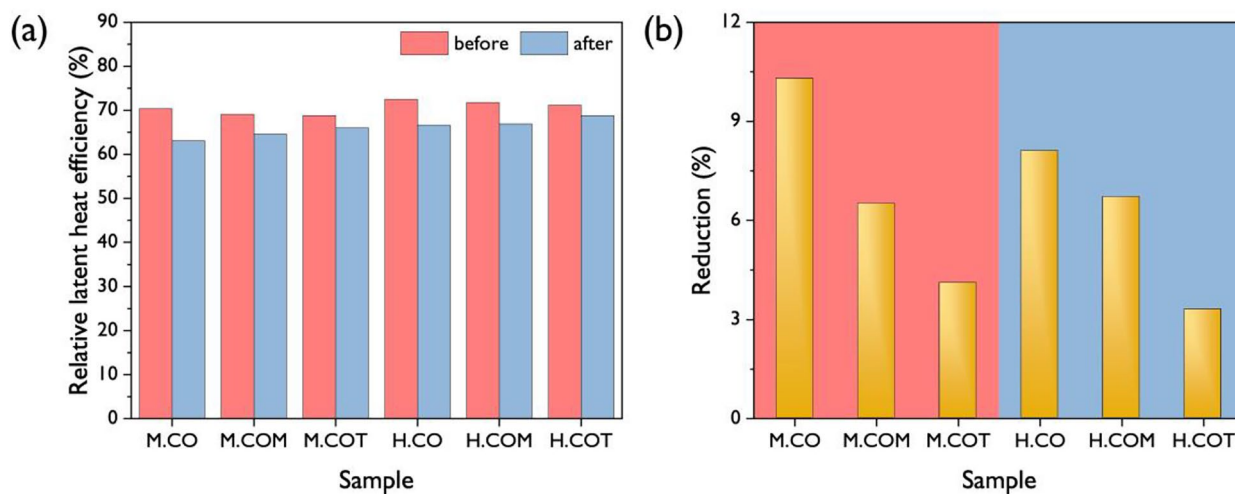 (a)
Relative latent heat efficiency (%)
90
80
70
60
50
40
30
20
10
0
before
after
M.CO M.COM M.COT H.CO H.COM H.COT
Sample
(b)
Reduction (%)
12
9
6
3
0
M.CO M.COM M.COT H.CO H.COM H.COT
Sample